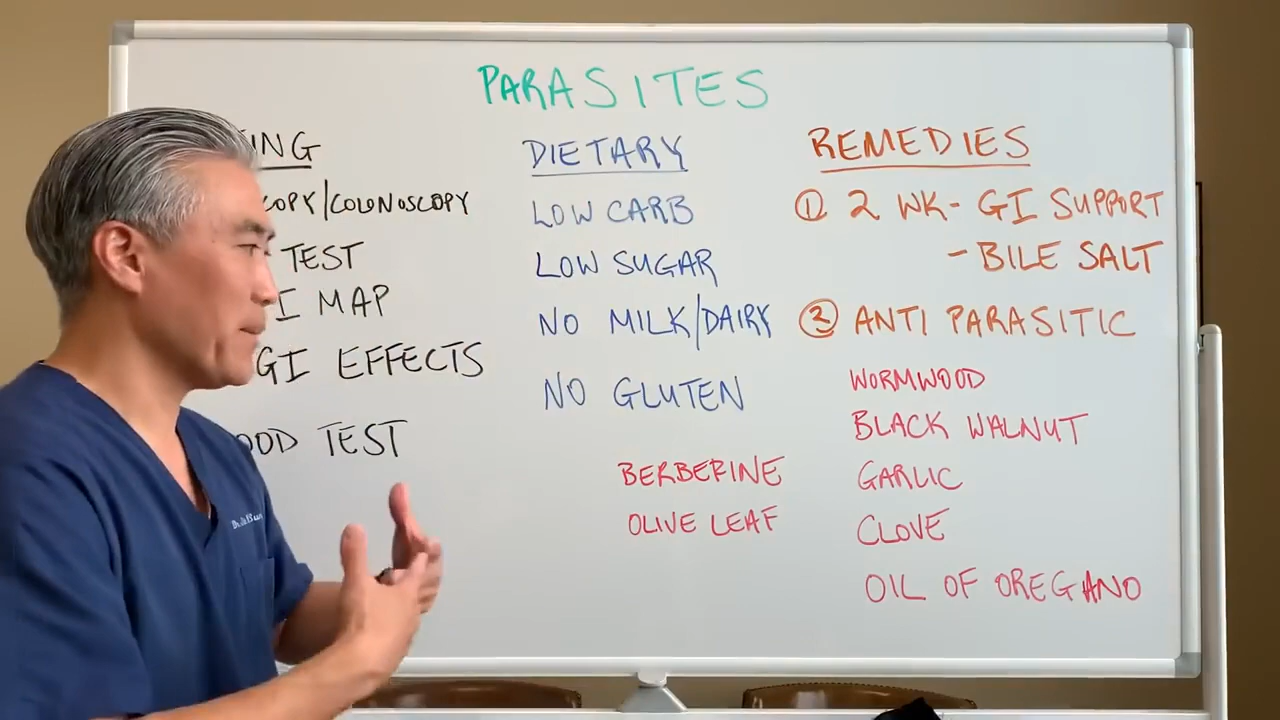 PARASITES
ING
COPY/COLONOSCOPY
TEST
I MAP
GI EFFECTS
OOD TEST
DIETARY
LOW CARB
LOW SUGAR
NO MILK/DAIRY
NO GLUTEN
BERBERINE
OLIVE LEAF
REMEDIES
① 2 WK- GI SUPPORT
- BILE SALT
② ANTI PARASITIC
WORMWOOD
BLACK WALNUT
GARLIC
CLOVE
OIL OF OREGANO
Dr.